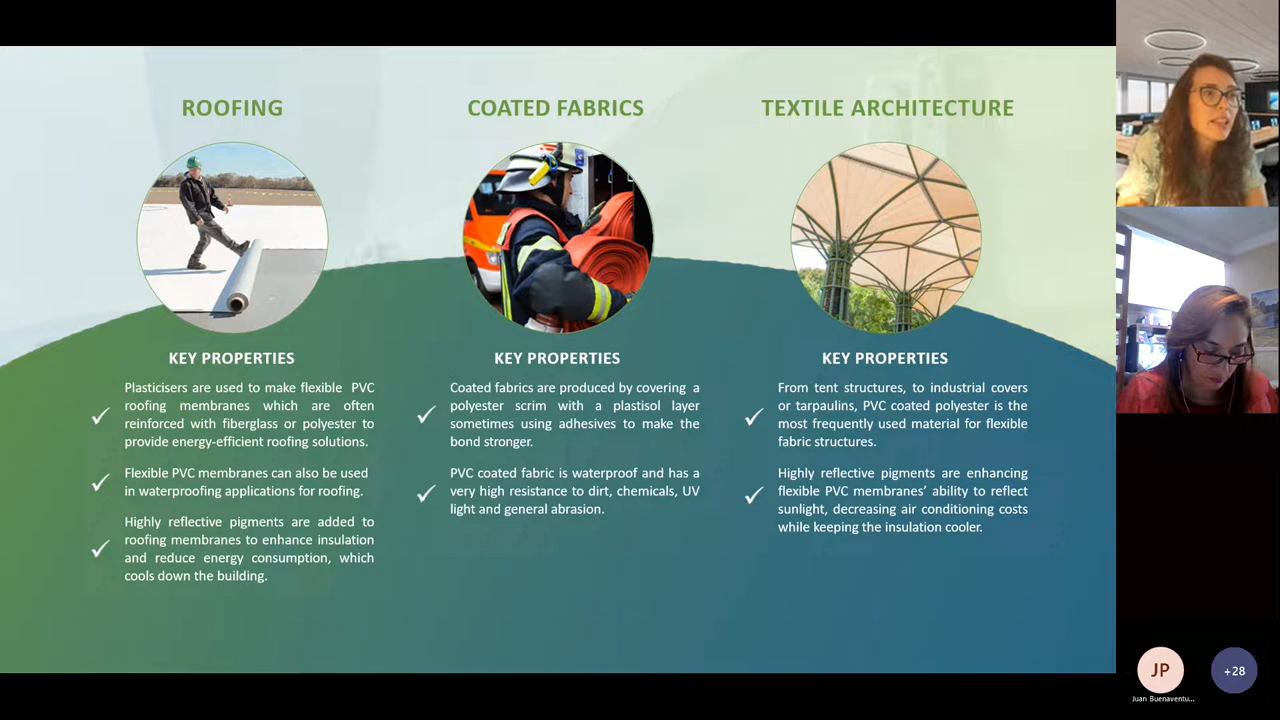 ROOFING
KEY PROPERTIES
Plasticisers are used to make flexible PVC
roofing membranes which are often
reinforced with fiberglass or polyester to
provide energy-efficient roofing solutions.
Flexible PVC membranes can also be used
in waterproofing applications for roofing.
Highly reflective pigments are added to
roofing membranes to enhance insulation
and reduce energy consumption, which
cools down the building.
COATED FABRICS
KEY PROPERTIES
Coated fabrics are produced by covering a
polyester scrim with a plastisol layer
sometimes using adhesives to make the
bond stronger.
PVC coated fabric is waterproof and has a
very high resistance to dirt, chemicals, UV
light and general abrasion.
TEXTILE ARCHITECTURE
KEY PROPERTIES
From tent structures, to industrial covers
or tarpaulins, PVC coated polyester is the
most frequently used material for flexible
fabric structures.
Highly reflective pigments are enhancing
flexible PVC membranes’ ability to reflect
sunlight, decreasing air conditioning costs
while keeping the insulation cooler.
JP
Juan Buenaventu...
+28